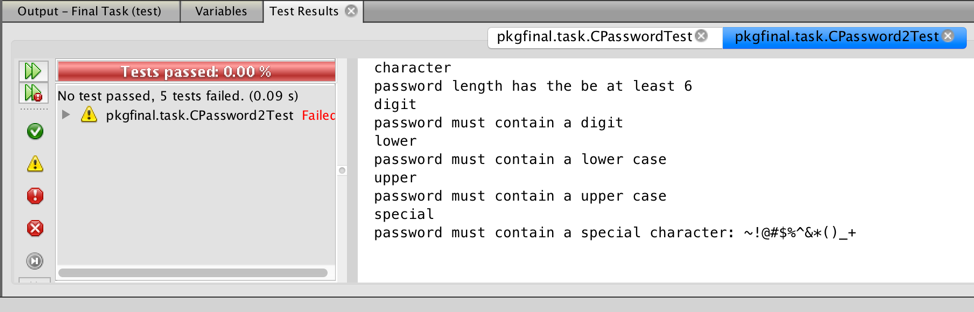 Output – Final Task (test) Variables Test Results
pkgfinal.task.CPasswordTest pkgfinal.task.CPassword2Test
Tests passed: 0.00 %
No test passed, 5 tests failed. (0.09 s)
pkgfinal.task.CPassword2Test Failed
character
password length has the be at least 6
digit
password must contain a digit
lower
password must contain a lower case
upper
password must contain a upper case
special
password must contain a special character: ~!@#$%^&*()_+